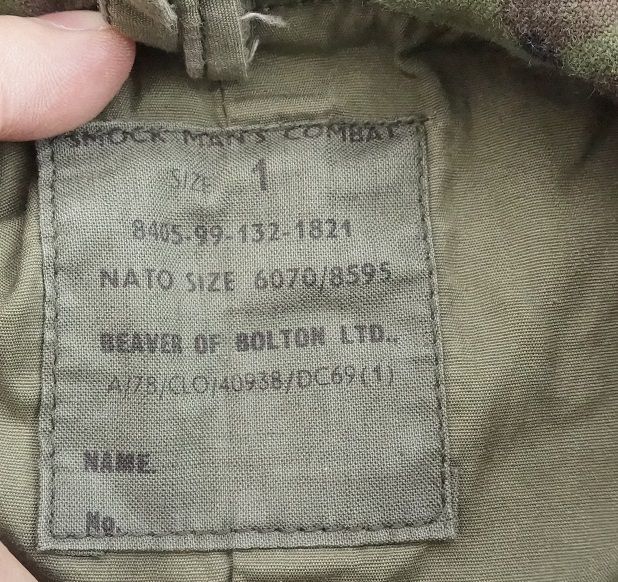 SMOCK MAN'S COMBAT
SIZE 1
8405-99-132-1821
NATO SIZE 6070/8595
BEAVER OF BOLTON LTD..
A/78/CLO/40938/DC69(1)
NAME.
No.